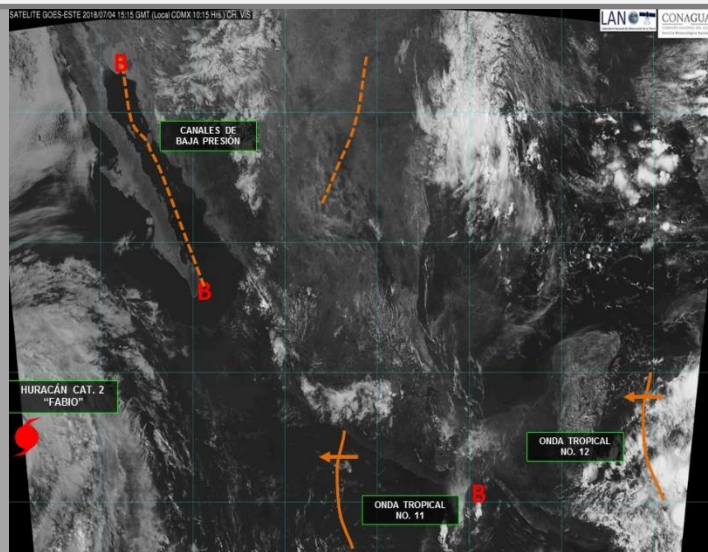 SATELITE GOES-ESTE 2018/07/04 15:15 GMT (Local CDMX 10:15 Hrs) CH. VIS
LAN
CONAGUA
B
CANALES DE
BAJA PRESIÓN
B
HURACÁN CAT. 2
“FABIO”
ONDA TROPICAL
NO. 12
B
ONDA TROPICAL
NO. 11